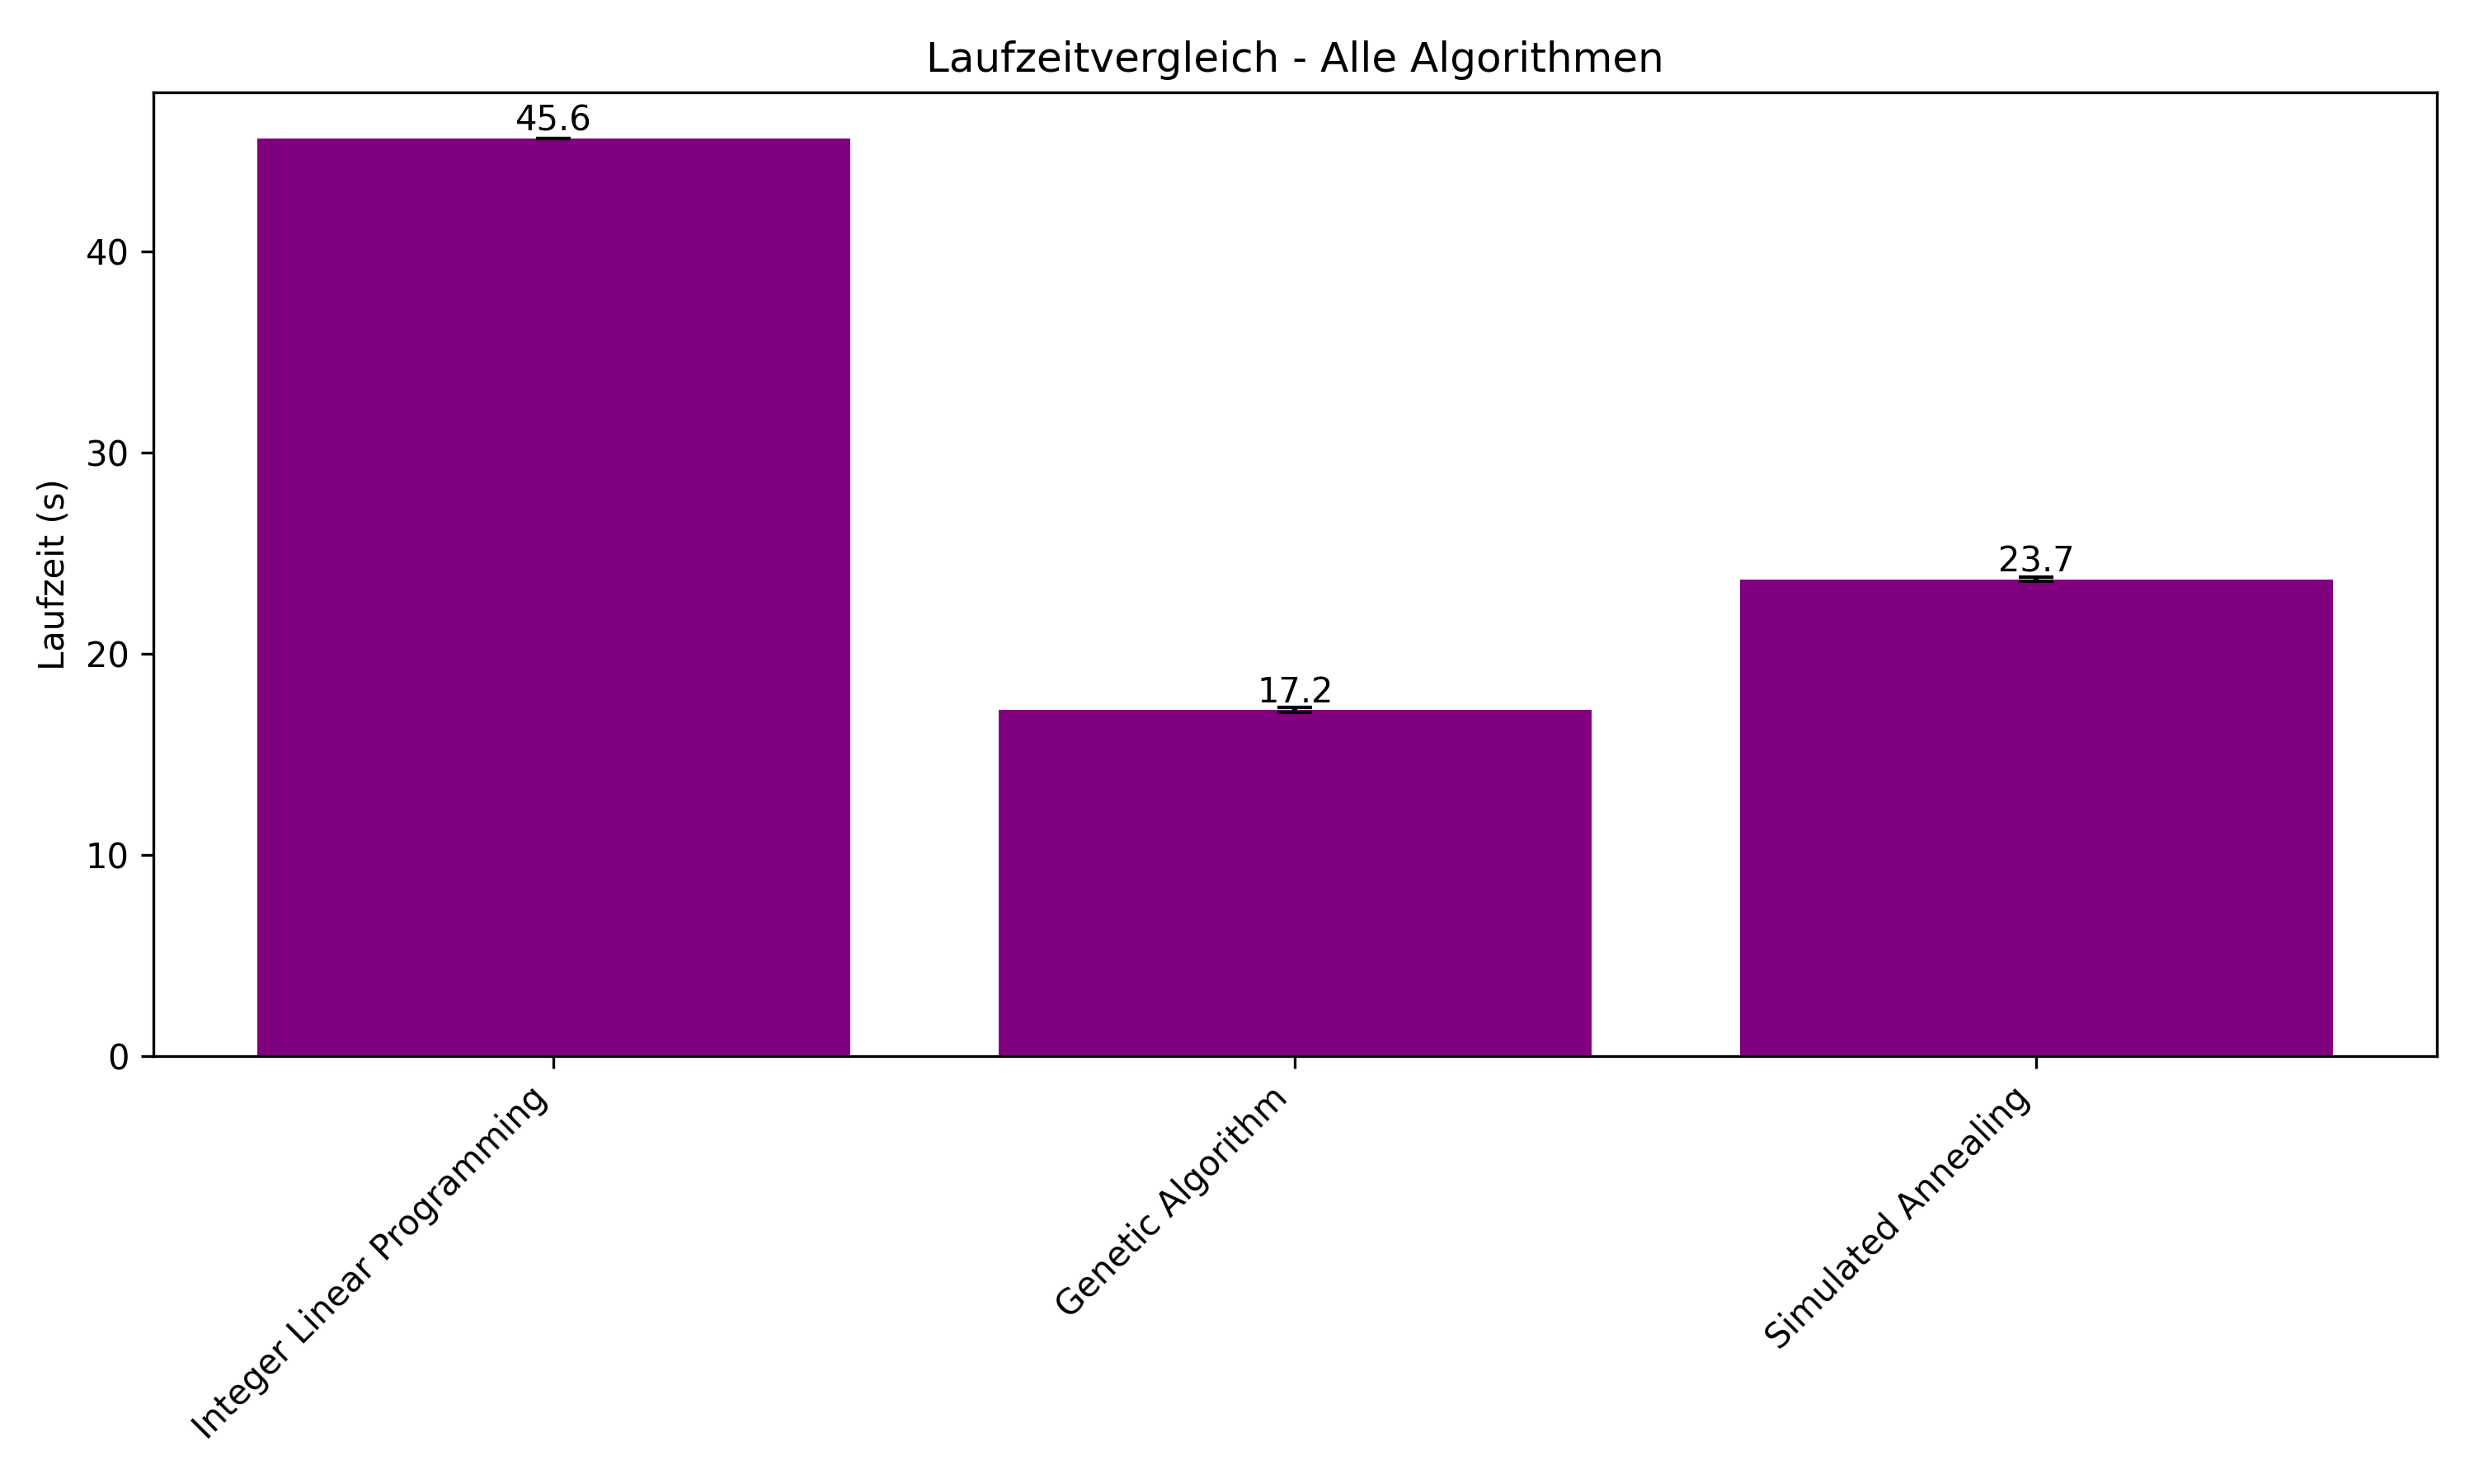 Laufzeitvergleich - Alle Algorithmen
45.6
17.2
23.7
Laufzeit (s)
40
30
20
10
0
Integer Linear Programming
Genetic Algorithm
Simulated Annealing